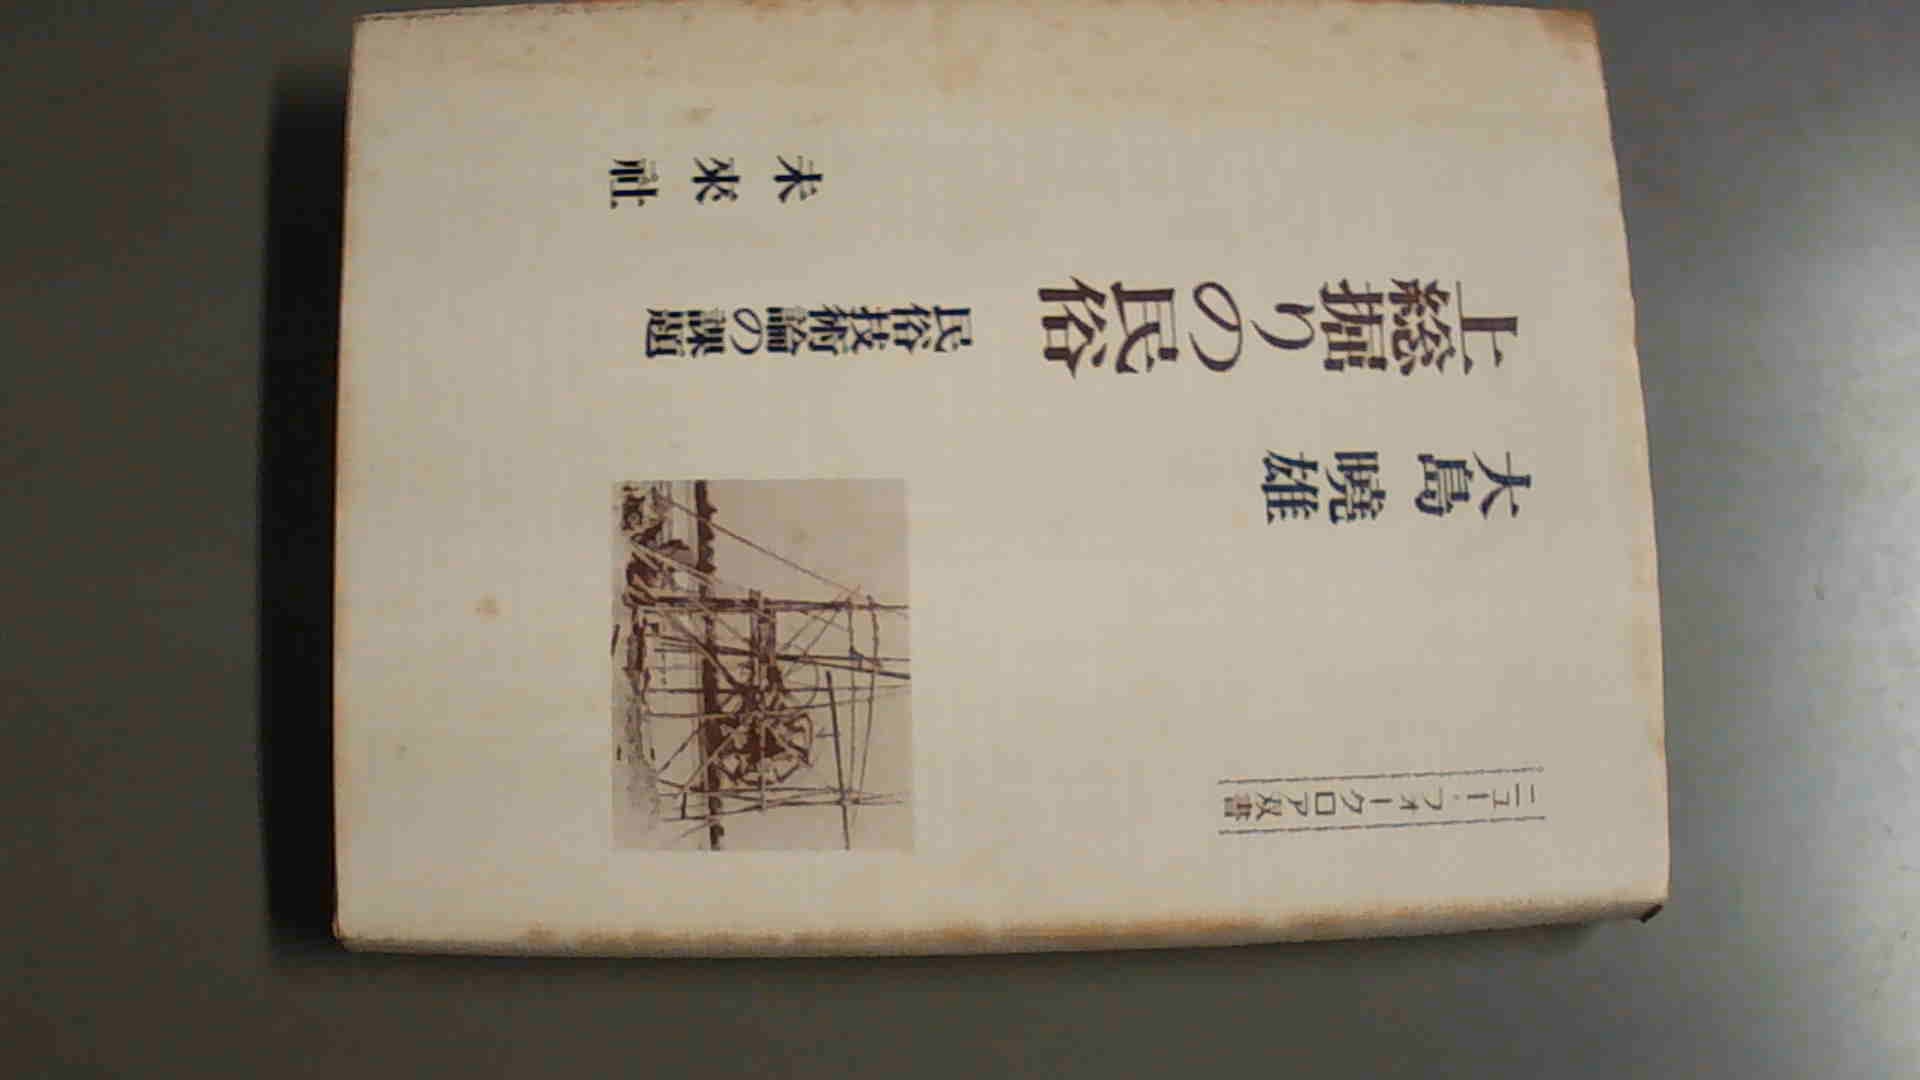 ニュー・フォークロア双書
大島暁雄
上総掘りの民俗
民俗技術論の課題
未來社